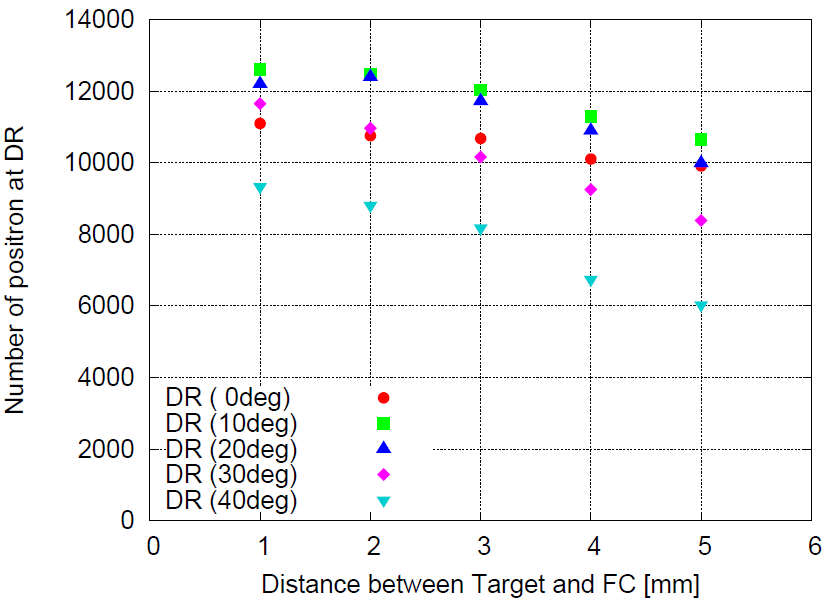 14000
12000
10000
8000
6000
4000
2000
0
Number of positron at DR
DR ( 0deg)
DR (10deg)
DR (20deg)
DR (30deg)
DR (40deg)
0 1 2 3 4 5 6
Distance between Target and FC [mm]